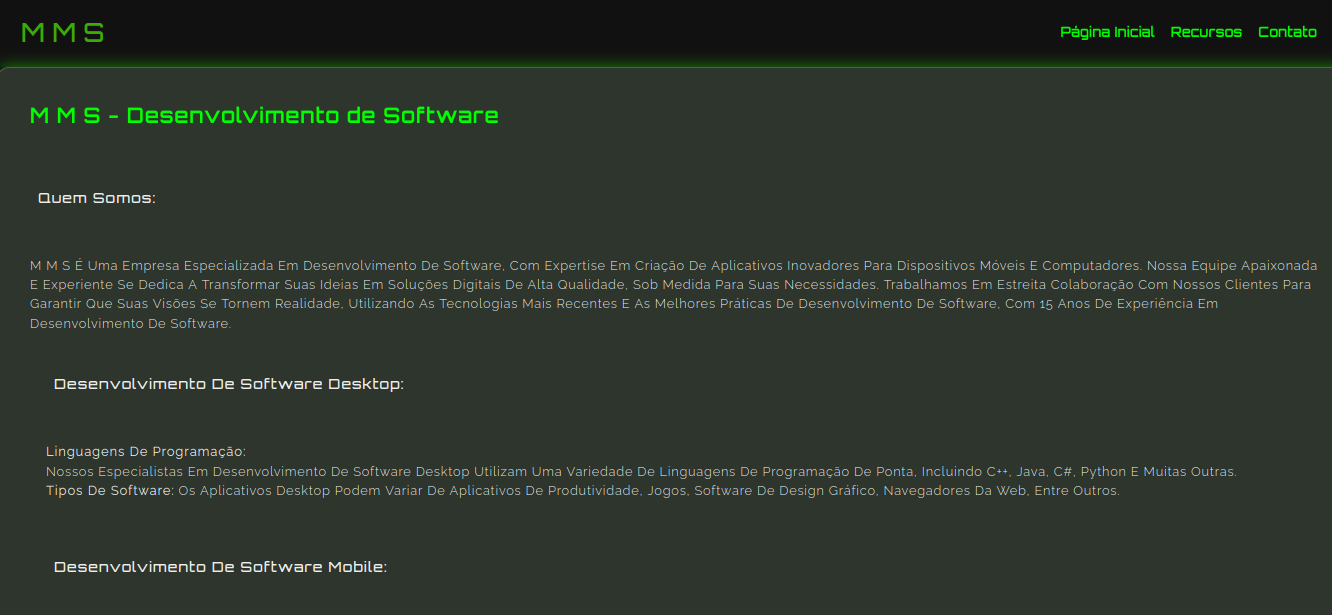 M M S
Página Inicial Recursos Contato
M M S - Desenvolvimento de Software
Quem Somos:
M M S É Uma Empresa Especializada Em Desenvolvimento De Software, Com Expertise Em Criação De Aplicativos Inovadores Para Dispositivos Móveis E Computadores. Nossa Equipe Apaixonada
E Experiente Se Dedica A Transformar Suas Ideias Em Soluções Digitais De Alta Qualidade, Sob Medida Para Suas Necessidades. Trabalhamos Em Estreita Colaboração Com Nossos Clientes Para
Garantir Que Suas Visões Se Tornem Realidade, Utilizando As Tecnologias Mais Recentes E As Melhores Práticas De Desenvolvimento De Software, Com 15 Anos De Experiência Em
Desenvolvimento De Software.
Desenvolvimento De Software Desktop:
Linguagens De Programação:
Nossos Especialistas Em Desenvolvimento De Software Desktop Utilizam Uma Variedade De Linguagens De Programação De Ponta, Incluindo C++, Java, C#, Python E Muitas Outras.
Tipos De Software: Os Aplicativos Desktop Podem Variar De Aplicativos De Produtividade, Jogos, Software De Design Gráfico, Navegadores Da Web, Entre Outros.
Desenvolvimento De Software Mobile: